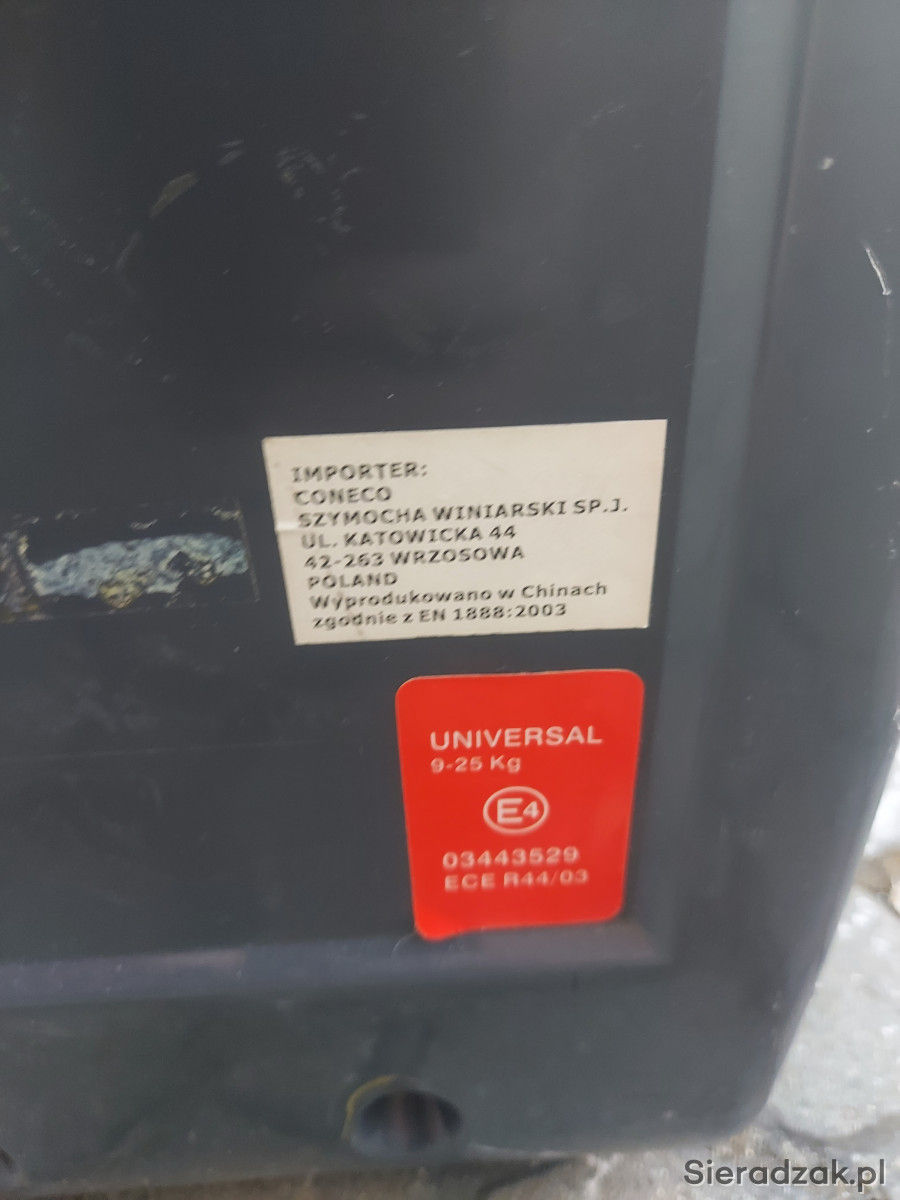 IMPORTER:
CONECO
SZYMOCHA WINIARSKI SP.J.
UL. KATOWICKA 44
42-263 WRZOSOWA
POLAND
Wyprodukowano w Chinach
zgodnie z EN 1888:2003
UNIVERSAL
9-25 Kg
E4
03443529
ECE R44/03
Sieradzak.pl